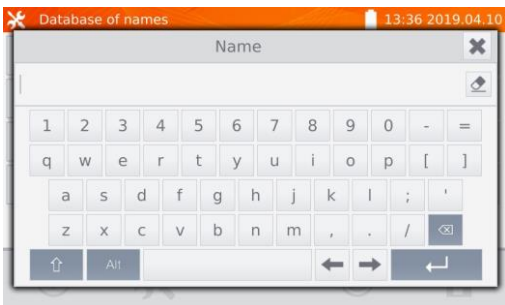 Database of names 13:36 2019.04.10
Name
1 2 3 4 5 6 7 8 9 0 - =
q w e r t y u i o p [ ]
a s d f g h j k l ; '
z x c v b n m , . /
Alt